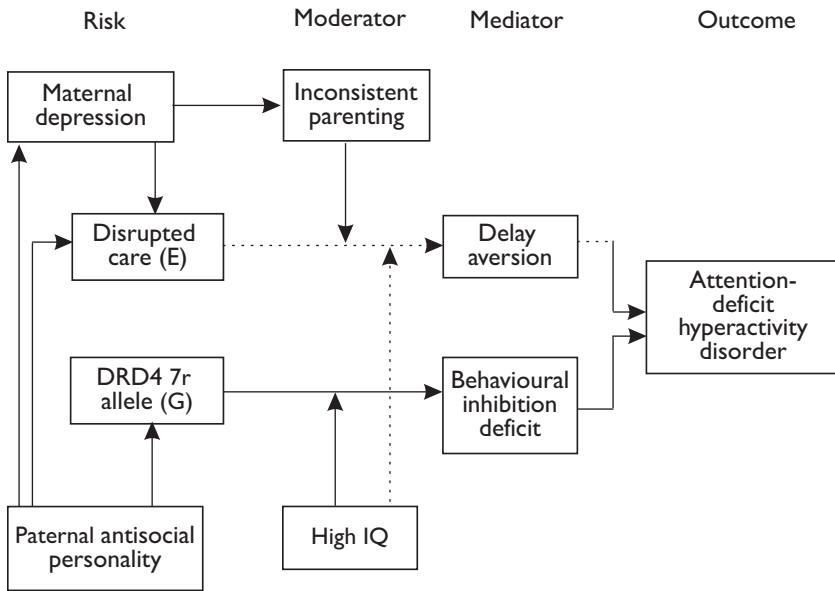 Risk
Moderator
Mediator
Outcome
Maternal
depression
Inconsistent
parenting
Disrupted
care (E)
Delay
aversion
Attention-
deficit
hyperactivity
disorder
DRD4 7r
allele (G)
Behavioural
inhibition
deficit
Paternal antisocial
personality
High IQ